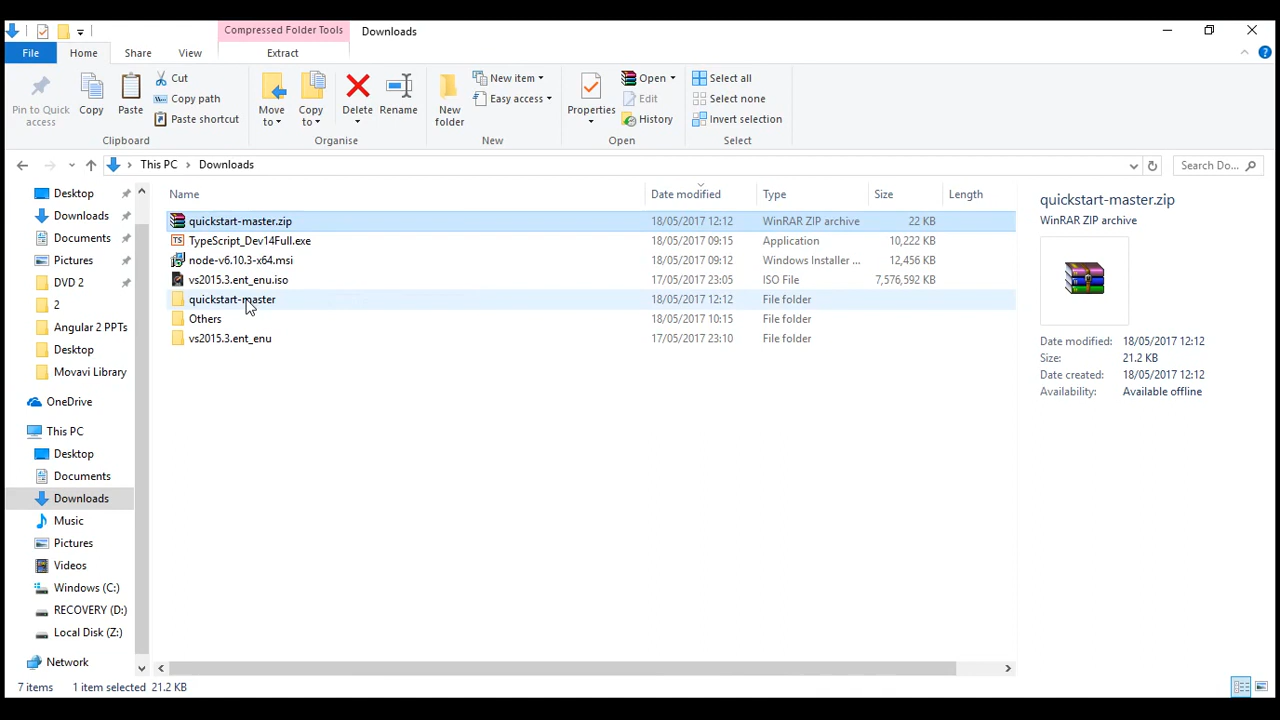 Compressed Folder Tools Downloads
File Home Share View Extract
Pin to Quick access
Copy
Paste
Cut
Copy path
Paste shortcut
Clipboard
Move to
Copy to
Delete
Rename
Organise
New folder
New item
Easy access
New
Properties
Open
Edit
History
Open
Select all
Select none
Invert selection
Select
This PC Downloads Search Do...
Desktop
Downloads
Documents
Pictures
DVD 2
2
Angular 2 PPTs
Desktop
Movavi Library
OneDrive
This PC
Desktop
Documents
Downloads
Music
Pictures
Videos
Windows (C:)
RECOVERY (D:)
Local Disk (Z:)
Network
Name Date modified Type Size Length
quickstart-master.zip 18/05/2017 12:12 WinRAR ZIP archive 22 KB
TS TypeScript_Dev14Full.exe 18/05/2017 09:15 Application 10,222 KB
node-v6.10.3-x64.msi 18/05/2017 09:12 Windows Installer ... 12,456 KB
vs2015.3.ent_enu.iso 17/05/2017 23:05 ISO File 7,576,592 KB
quickstart-master 18/05/2017 12:12 File folder
Others 18/05/2017 10:15 File folder
vs2015.3.ent_enu 17/05/2017 23:10 File folder
quickstart-master.zip
WinRAR ZIP archive
Date modified: 18/05/2017 12:12
Size: 21.2 KB
Date created: 18/05/2017 12:12
Availability: Available offline
7 items 1 item selected 21.2 KB